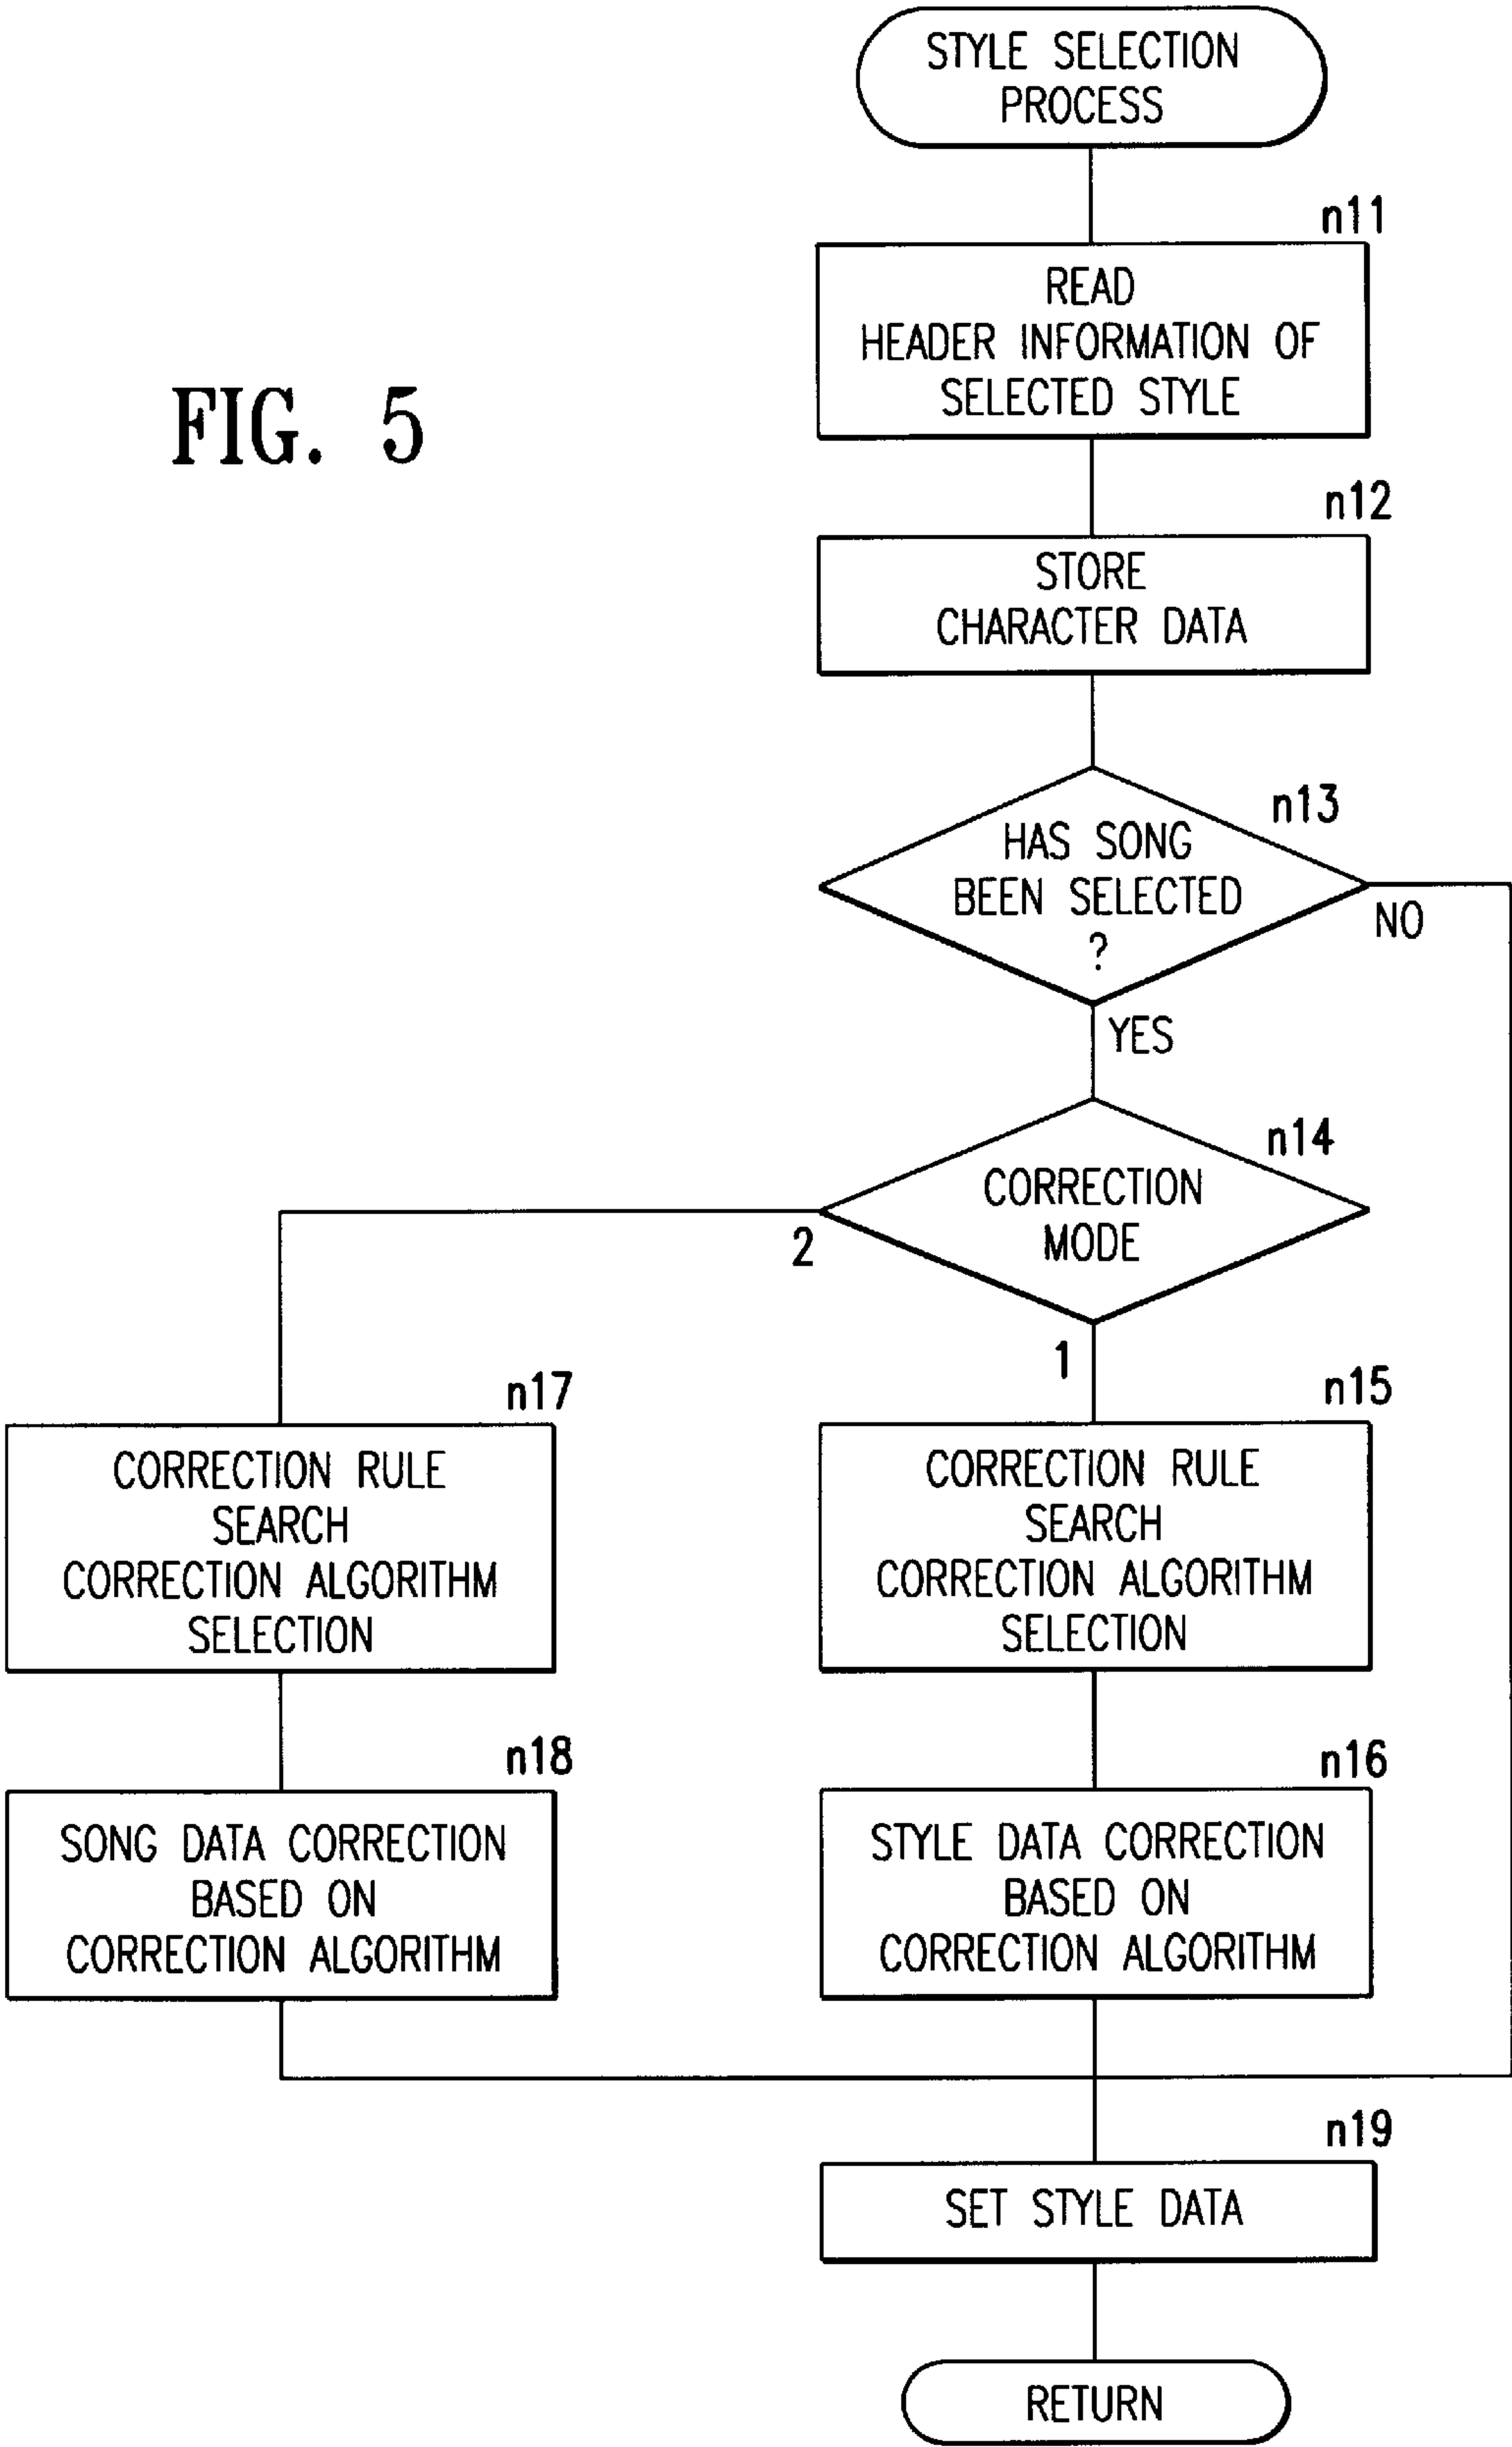 FIG. 5
STYLE SELECTION
PROCESS
n11
READ
HEADER INFORMATION OF
SELECTED STYLE
n12
STORE
CHARACTER DATA
n13
HAS SONG
BEEN SELECTED
?
NO
YES
n14
CORRECTION
MODE
2
1
n17
CORRECTION RULE
SEARCH
CORRECTION ALGORITHM
SELECTION
n15
CORRECTION RULE
SEARCH
CORRECTION ALGORITHM
SELECTION
n18
SONG DATA CORRECTION
BASED ON
CORRECTION ALGORITHM
n16
STYLE DATA CORRECTION
BASED ON
CORRECTION ALGORITHM
n19
SET STYLE DATA
RETURN